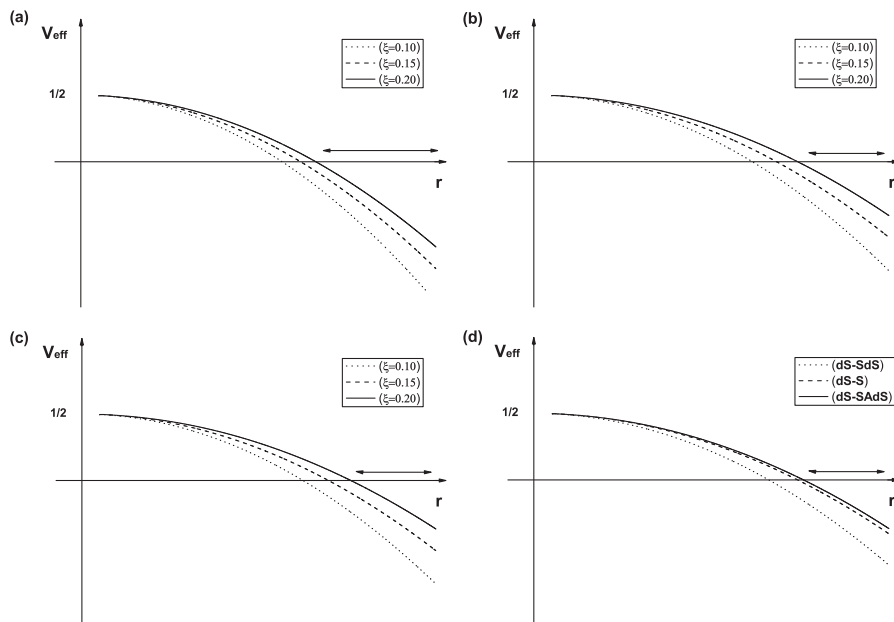 (a)
Veff
1/2
r
(ξ=0.10)
(ξ=0.15)
(ξ=0.20)
(b)
Veff
1/2
r
(ξ=0.10)
(ξ=0.15)
(ξ=0.20)
(c)
Veff
1/2
r
(ξ=0.10)
(ξ=0.15)
(ξ=0.20)
(d)
Veff
1/2
r
(dS-SdS)
(dS-S)
(dS-SAdS)